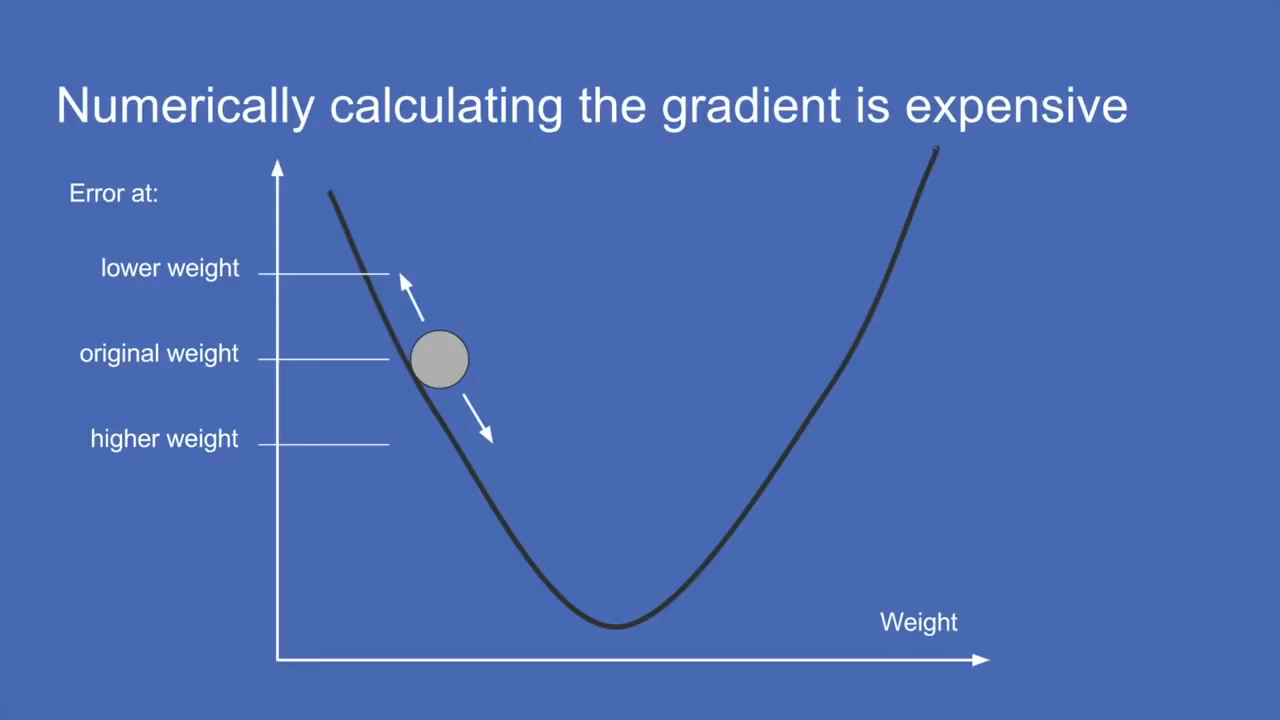 Numerically calculating the gradient is expensive
Error at:
lower weight
original weight
higher weight
Weight